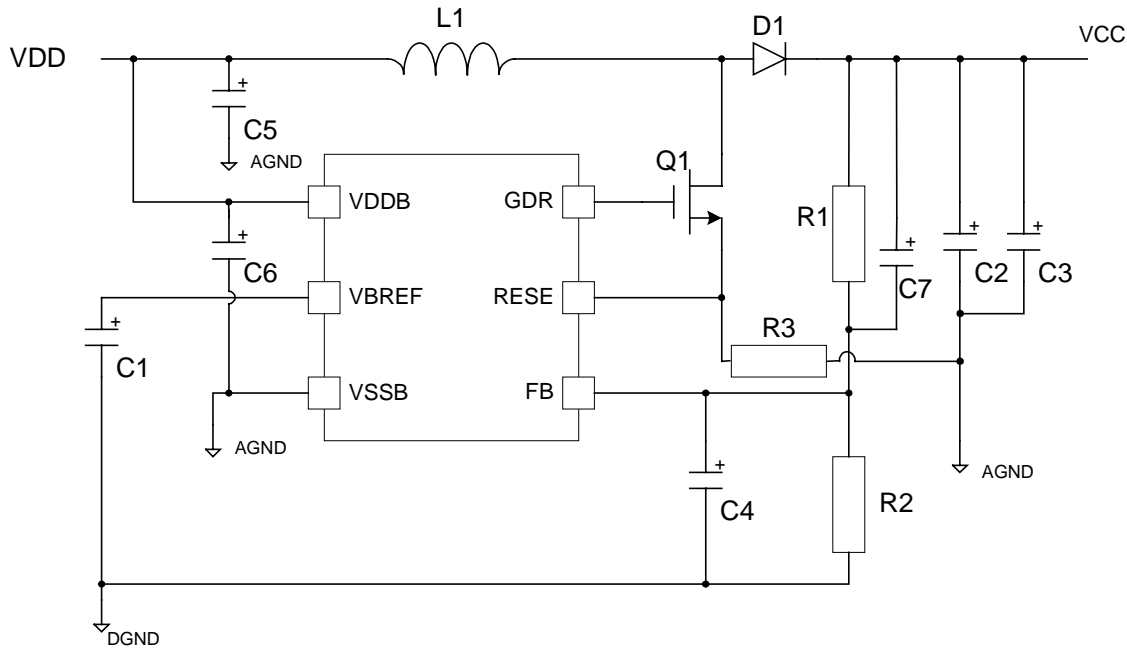 L1
D1
VCC
VDD
+
C5
AGND
Q1
VDDB
GDR
R1
+
C6
+
C7
+
C2
+
C3
VBREF
RESE
+
C1
R3
VSSB
FB
AGND
+
C4
R2
AGND
DGND